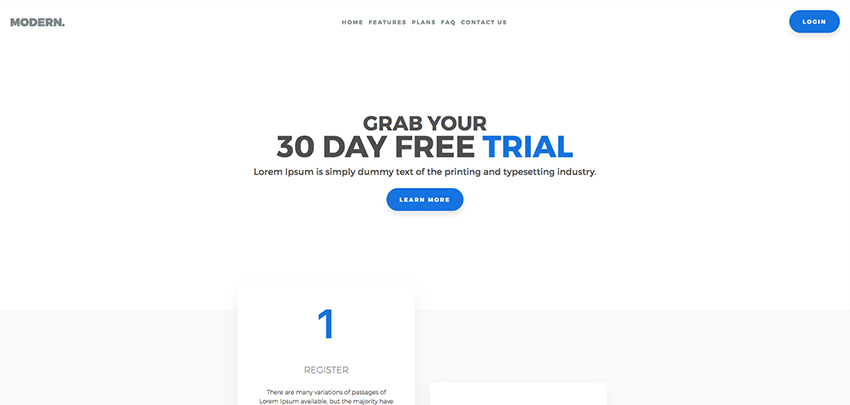 MODERN.
HOME FEATURES PLANS FAQ CONTACT US
LOGIN
GRAB YOUR
30 DAY FREE TRIAL
Lorem Ipsum is simply dummy text of the printing and typesetting industry.
LEARN MORE
1
REGISTER
There are many variations of passages of
Lorem Ipsum available, but the majority have